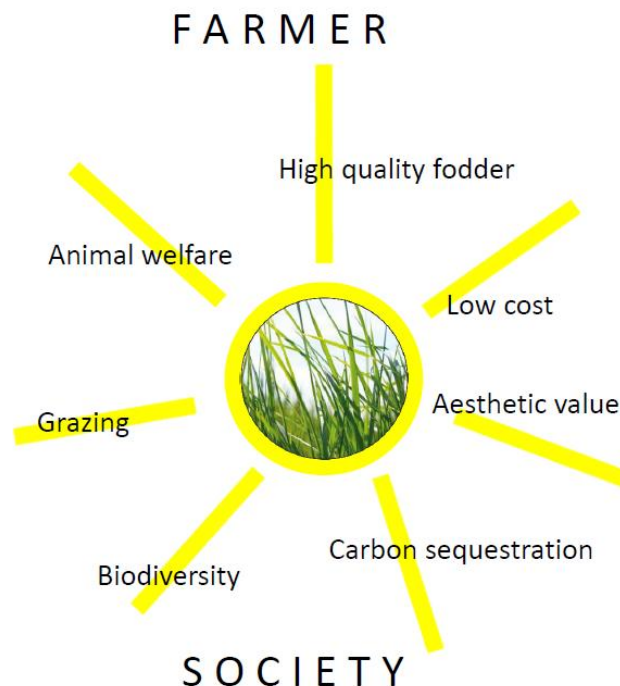 FARMER
High quality fodder
Animal welfare
Low cost
Aesthetic value
Grazing
Carbon sequestration
Biodiversity
SOCIETY